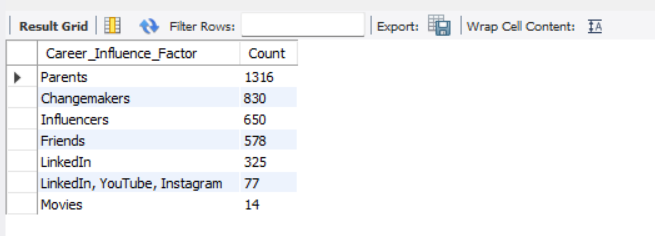 Result Grid Filter Rows: Export: Wrap Cell Content: IA
Career_Influence_Factor Count
Parents 1316
Changemakers 830
Influencers 650
Friends 578
LinkedIn 325
LinkedIn, YouTube, Instagram 77
Movies 14